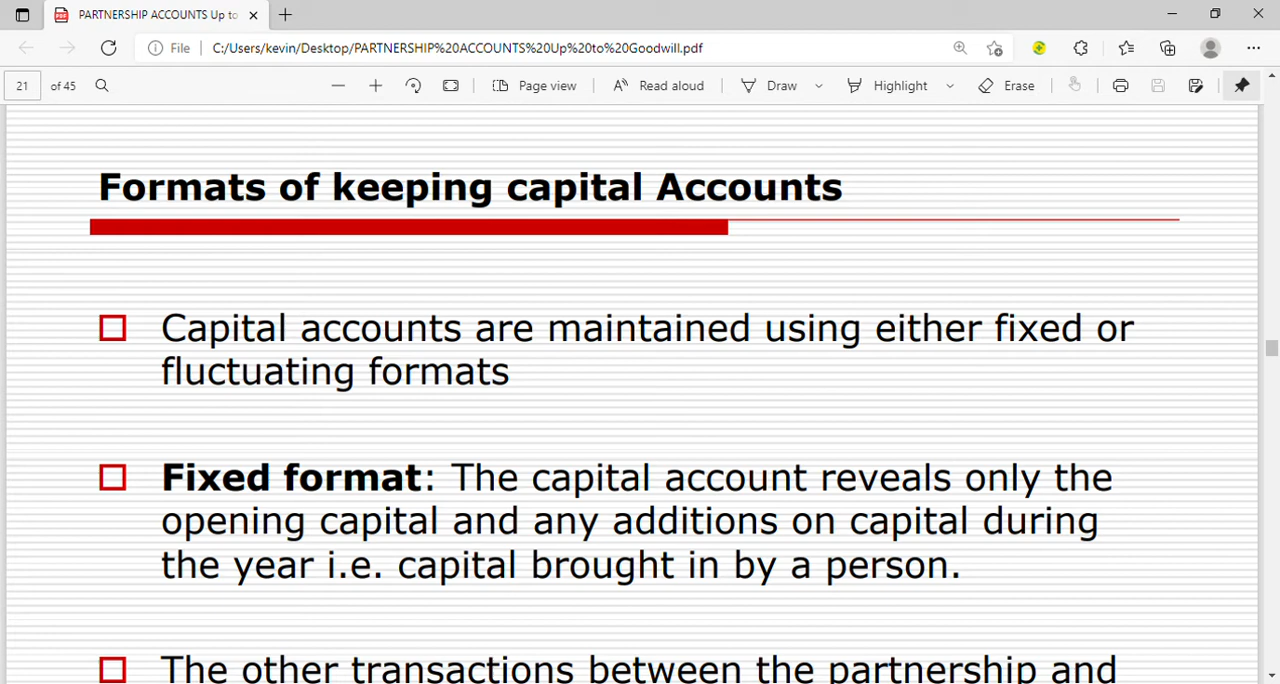 PARTNERSHIP ACCOUNTS Up to
File C:/Users/kevin/Desktop/PARTNERSHIP%20ACCOUNTS%20Up%20to%20Goodwill.pdf
21 of 45 Page view Read aloud Draw Highlight Erase
Formats of keeping capital Accounts
Capital accounts are maintained using either fixed or
fluctuating formats
Fixed format: The capital account reveals only the
opening capital and any additions on capital during
the year i.e. capital brought in by a person.
The other transactions between the partnership and